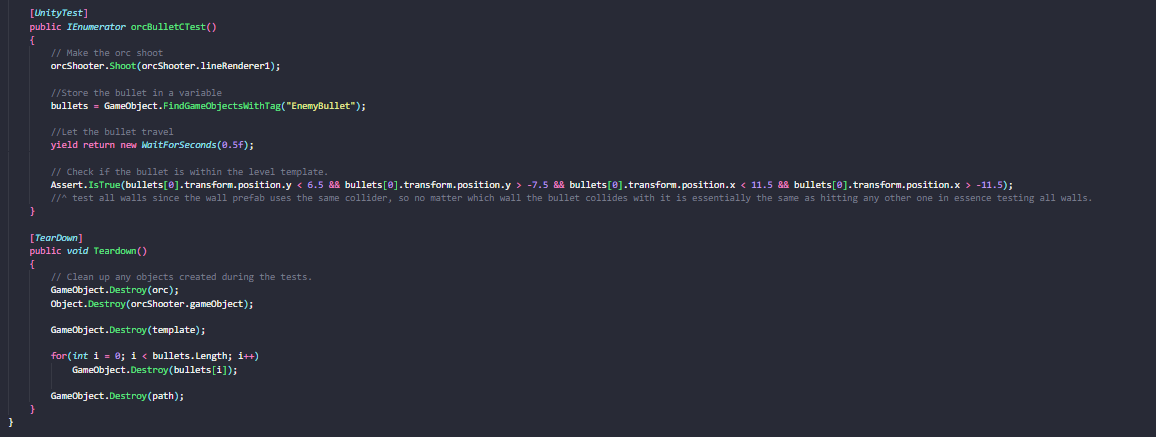 [UnityTest]
public IEnumerator orcBulletCTest()
{
// Make the orc shoot
orcShooter.Shoot(orcShooter.lineRenderer1);
//Store the bullet in a variable
bullets = GameObject.FindGameObjectsWithTag("EnemyBullet");
//Let the bullet travel
yield return new WaitForSeconds(0.5f);
// Check if the bullet is within the level template.
Assert.IsTrue(bullets[0].transform.position.y < 6.5 && bullets[0].transform.position.y > -7.5 && bullets[0].transform.position.x < 11.5 && bullets[0].transform.position.x > -11.5);
//^ test all walls since the wall prefab uses the same collider, so no matter which wall the bullet collides with it is essentially the same as hitting any other one in essence testing all walls.
}
[TearDown]
public void Teardown()
{
// Clean up any objects created during the tests.
GameObject.Destroy(orc);
Object.Destroy(orcShooter.gameObject);
GameObject.Destroy(template);
for(int i = 0; i < bullets.Length; i++)
GameObject.Destroy(bullets[i]);
GameObject.Destroy(path);
}
}